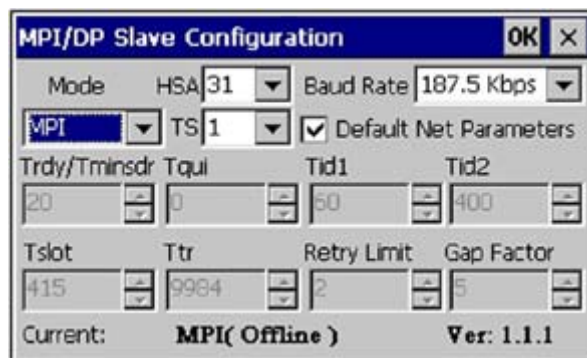 MPI/DP Slave Configuration OK ×
Mode HSA 31 Baud Rate 187.5 Kbps
MPI TS 1 Default Net Parameters
Trdy/Tminsdr Tqui Tid1 Tid2
20 0 60 400
Tslot Ttr Retry Limit Gap Factor
415 9984 2 5
Current: MPI( Offline ) Ver: 1.1.1